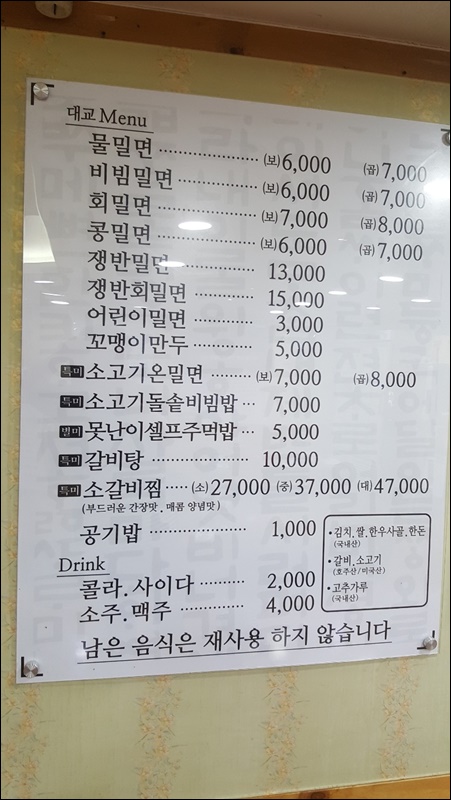 대교 Menu
물밀면 ................ (보)6,000 (곱)7,000
비빔밀면 ............ (보)6,000 (곱)7,000
회밀면 ................ (보)7,000 (곱)8,000
콩밀면 ................ (보)6,000 (곱)7,000
쟁반밀면 ............ 13,000
쟁반회밀면 ......... 15,000
어린이밀면 ......... 3,000
꼬맹이만두 ......... 5,000
특미 소고기온밀면 ........ (보)7,000 (곱)8,000
특미 소고기돌솥비빔밥 ... 7,000
별미 못난이셀프주먹밥 ... 5,000
특미 갈비탕 ................ 10,000
특미 소갈비찜 ..... (소)27,000 (중)37,000 (대)47,000
(부드러운 간장맛 . 매콤 양념맛)
공기밥 ................ 1,000
Drink
콜라.사이다 .......... 2,000
소주.맥주 ............ 4,000
• 김치.쌀.한우사골.한돈
(국내산)
• 갈비.소고기
(호주산/미국산)
• 고추가루
(국내산)
남은 음식은 재사용 하지 않습니다